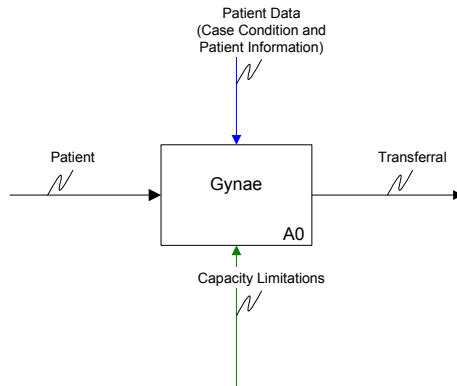 Patient Data
(Case Condition and
Patient Information)
Patient
Gynae
Transferral
A0
Capacity Limitations